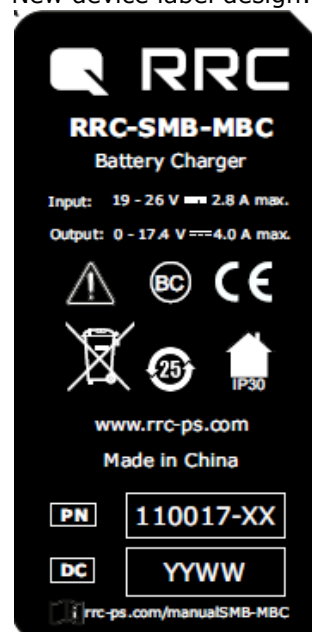 New device label design:
RRC
RRC-SMB-MBC
Battery Charger
Input: 19 - 26 V ⎓ 2.8 A max.
Output: 0 - 17.4 V ⎓ 4.0 A max.
BC CE
25 IP30
www.rrc-ps.com
Made in China
PN 110017-XX
DC YYWW
rrc-ps.com/manualSMB-MBC